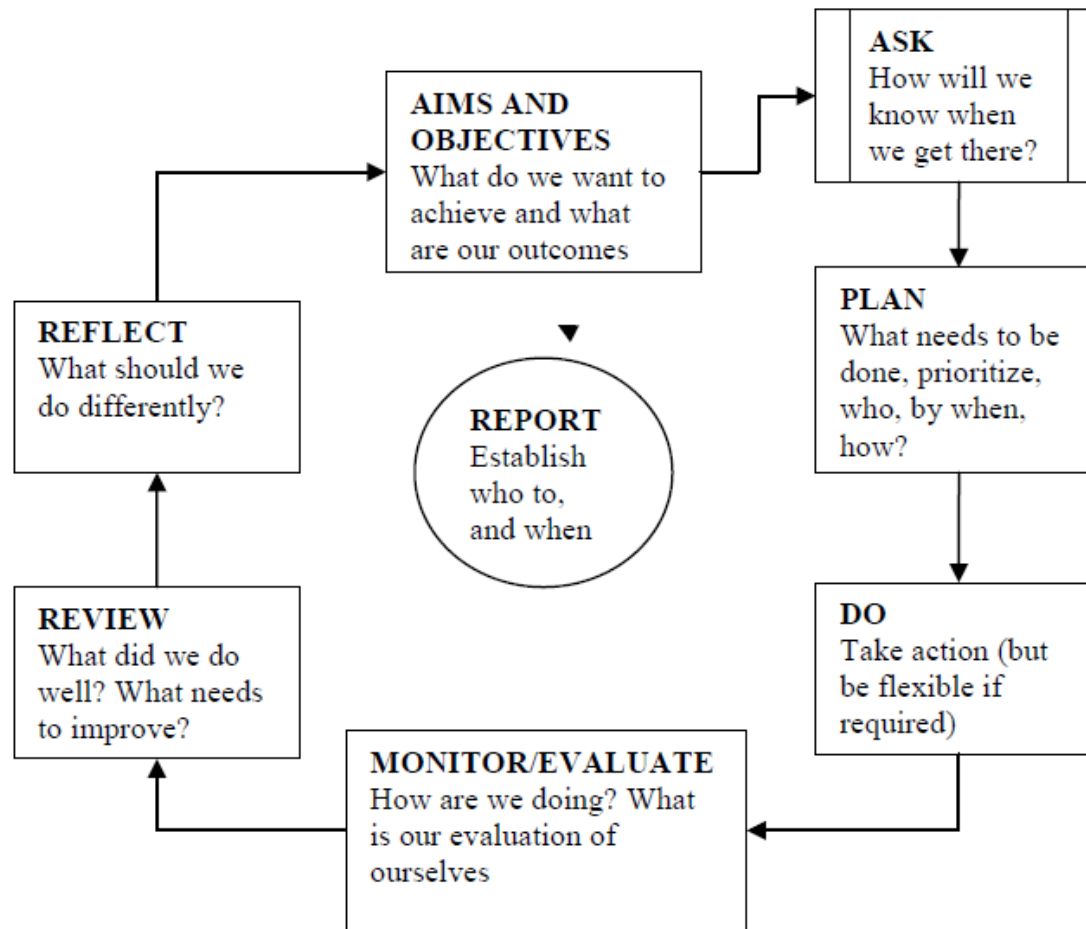 AIMS AND
OBJECTIVES
What do we want to
achieve and what
are our outcomes
ASK
How will we
know when
we get there?
PLAN
What needs to be
done, prioritize,
who, by when,
how?
DO
Take action (but
be flexible if
required)
MONITOR/EVALUATE
How are we doing? What
is our evaluation of
ourselves
REVIEW
What did we do
well? What needs
to improve?
REFLECT
What should we
do differently?
REPORT
Establish
who to,
and when